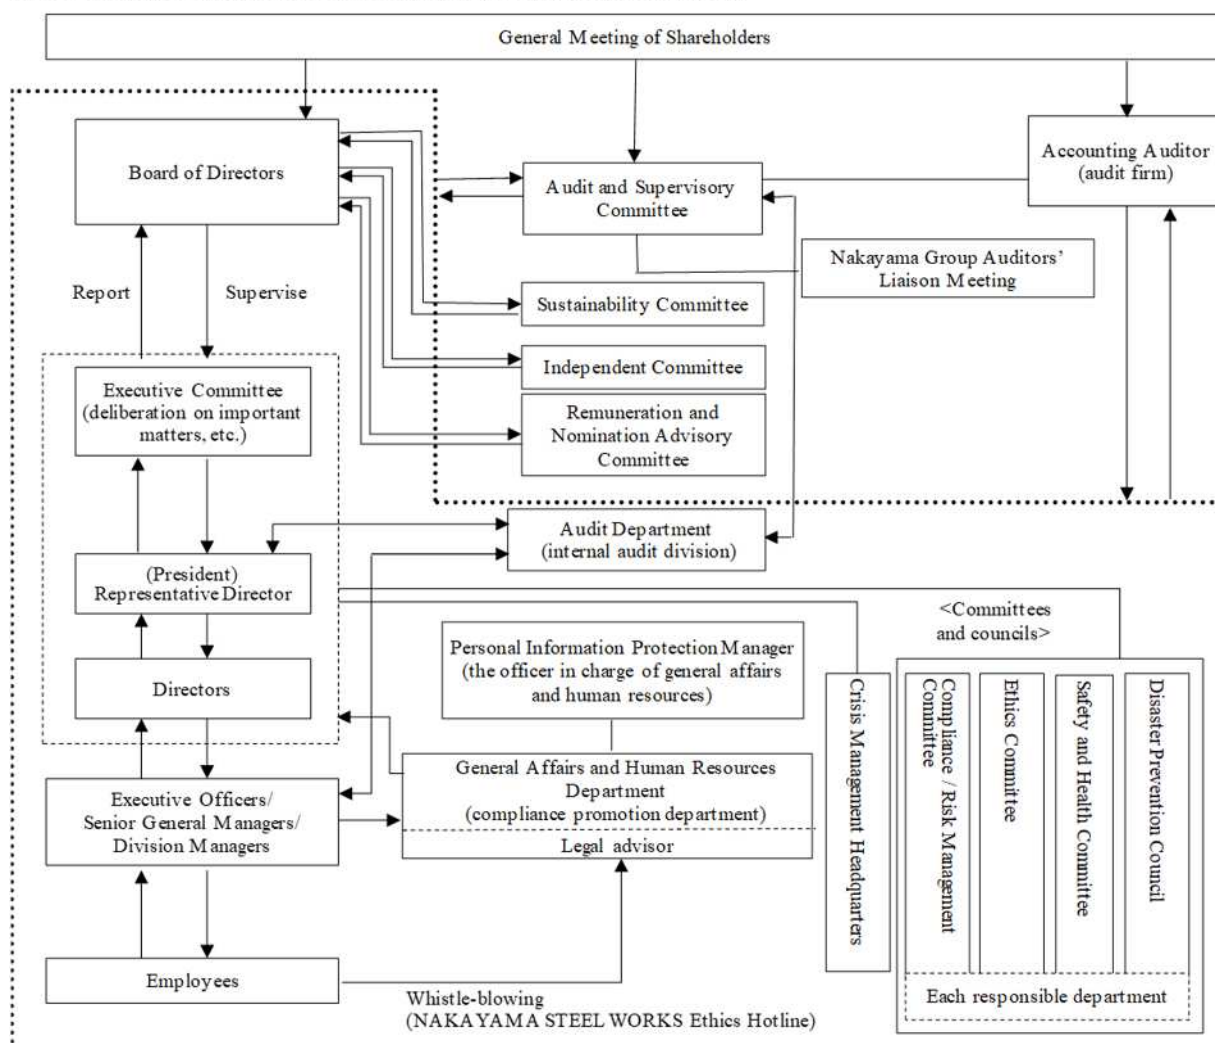 General Meeting of Shareholders
Board of Directors
Audit and Supervisory
Committee
Accounting Auditor
(audit firm)
Nakayama Group Auditors’
Liaison Meeting
Report
Supervise
Sustainability Committee
Independent Committee
Executive Committee
(deliberation on important
matters, etc.)
Remuneration and
Nomination Advisory
Committee
Audit Department
(internal audit division)
(President)
Representative Director
<Committees
and councils>
Personal Information Protection Manager
(the officer in charge of general affairs
and human resources)
Directors
Crisis Management Headquarters
Compliance / Risk Management
Committee
Ethics Committee
Safety and Health Committee
Disaster Prevention Council
General Affairs and Human Resources
Department
(compliance promotion department)
Legal advisor
Executive Officers/
Senior General Managers/
Division Managers
Employees
Each responsible department
Whistle-blowing
(NAKAYAMA STEEL WORKS Ethics Hotline)